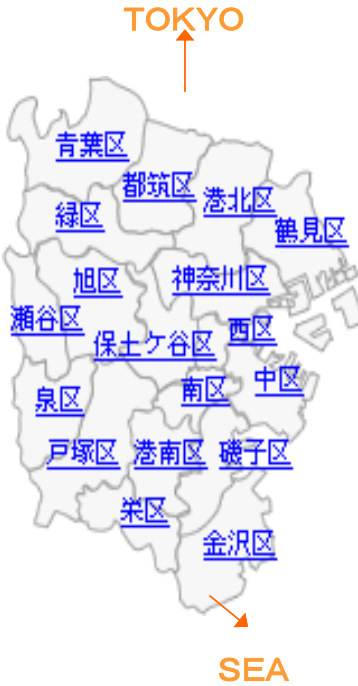 TOKYO
青葉区
都筑区
港北区
緑区
鶴見区
旭区
神奈川区
瀬谷区
西区
保土ケ谷区
中区
南区
泉区
戸塚区
港南区
磯子区
栄区
金沢区
SEA